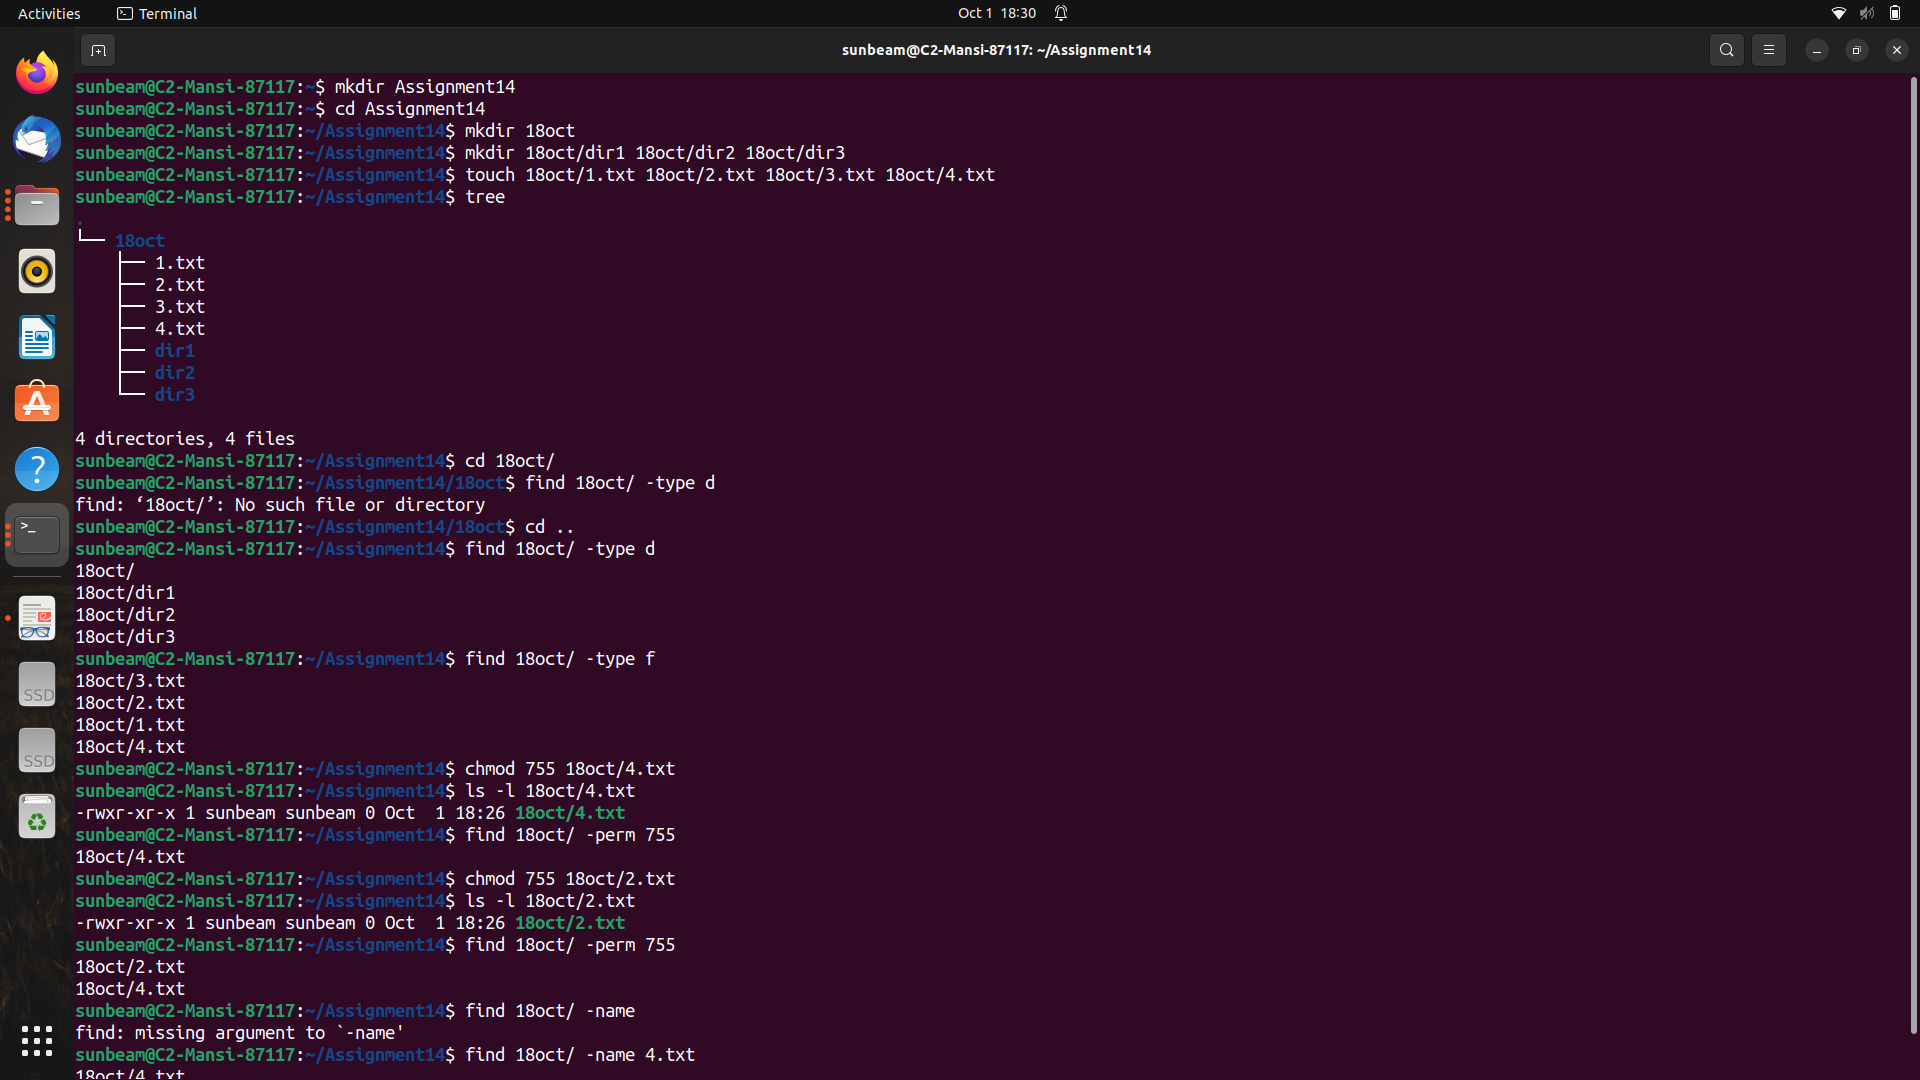 Activities
Terminal
Oct 1 18:30
sunbeam@C2-Mansi-87117: ~/Assignment14
sunbeam@C2-Mansi-87117:~$ mkdir Assignment14
sunbeam@C2-Mansi-87117:~$ cd Assignment14
sunbeam@C2-Mansi-87117:~/Assignment14$ mkdir 18oct
sunbeam@C2-Mansi-87117:~/Assignment14$ mkdir 18oct/dir1 18oct/dir2 18oct/dir3
sunbeam@C2-Mansi-87117:~/Assignment14$ touch 18oct/1.txt 18oct/2.txt 18oct/3.txt 18oct/4.txt
sunbeam@C2-Mansi-87117:~/Assignment14$ tree
.
└── 18oct
    ├── 1.txt
    ├── 2.txt
    ├── 3.txt
    ├── 4.txt
    ├── dir1
    ├── dir2
    └── dir3
4 directories, 4 files
sunbeam@C2-Mansi-87117:~/Assignment14$ cd 18oct/
sunbeam@C2-Mansi-87117:~/Assignment14/18oct$ find 18oct/ -type d
find: ‘18oct/’: No such file or directory
sunbeam@C2-Mansi-87117:~/Assignment14/18oct$ cd ..
sunbeam@C2-Mansi-87117:~/Assignment14$ find 18oct/ -type d
18oct/
18oct/dir1
18oct/dir2
18oct/dir3
sunbeam@C2-Mansi-87117:~/Assignment14$ find 18oct/ -type f
18oct/3.txt
18oct/2.txt
18oct/1.txt
18oct/4.txt
sunbeam@C2-Mansi-87117:~/Assignment14$ chmod 755 18oct/4.txt
sunbeam@C2-Mansi-87117:~/Assignment14$ ls -l 18oct/4.txt
-rwxr-xr-x 1 sunbeam sunbeam 0 Oct  1 18:26 18oct/4.txt
sunbeam@C2-Mansi-87117:~/Assignment14$ find 18oct/ -perm 755
18oct/4.txt
sunbeam@C2-Mansi-87117:~/Assignment14$ chmod 755 18oct/2.txt
sunbeam@C2-Mansi-87117:~/Assignment14$ ls -l 18oct/2.txt
-rwxr-xr-x 1 sunbeam sunbeam 0 Oct  1 18:26 18oct/2.txt
sunbeam@C2-Mansi-87117:~/Assignment14$ find 18oct/ -perm 755
18oct/2.txt
18oct/4.txt
sunbeam@C2-Mansi-87117:~/Assignment14$ find 18oct/ -name
find: missing argument to `-name'
sunbeam@C2-Mansi-87117:~/Assignment14$ find 18oct/ -name 4.txt
18oct/4.txt
SSD
SSD